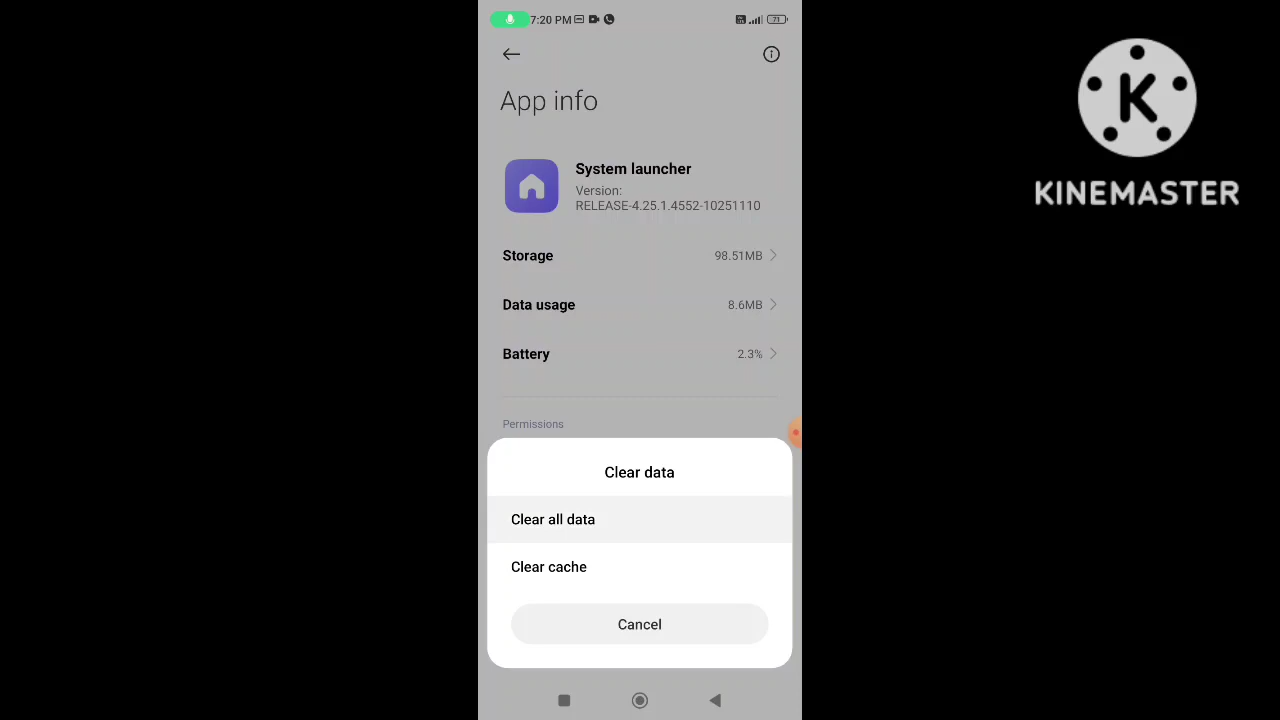 7:20 PM
71
App info
System launcher
Version:
RELEASE-4.25.1.4552-10251110
Storage 98.51MB
Data usage 8.6MB
Battery 2.3%
Permissions
Clear data
Clear all data
Clear cache
Cancel
K
KINEMASTER